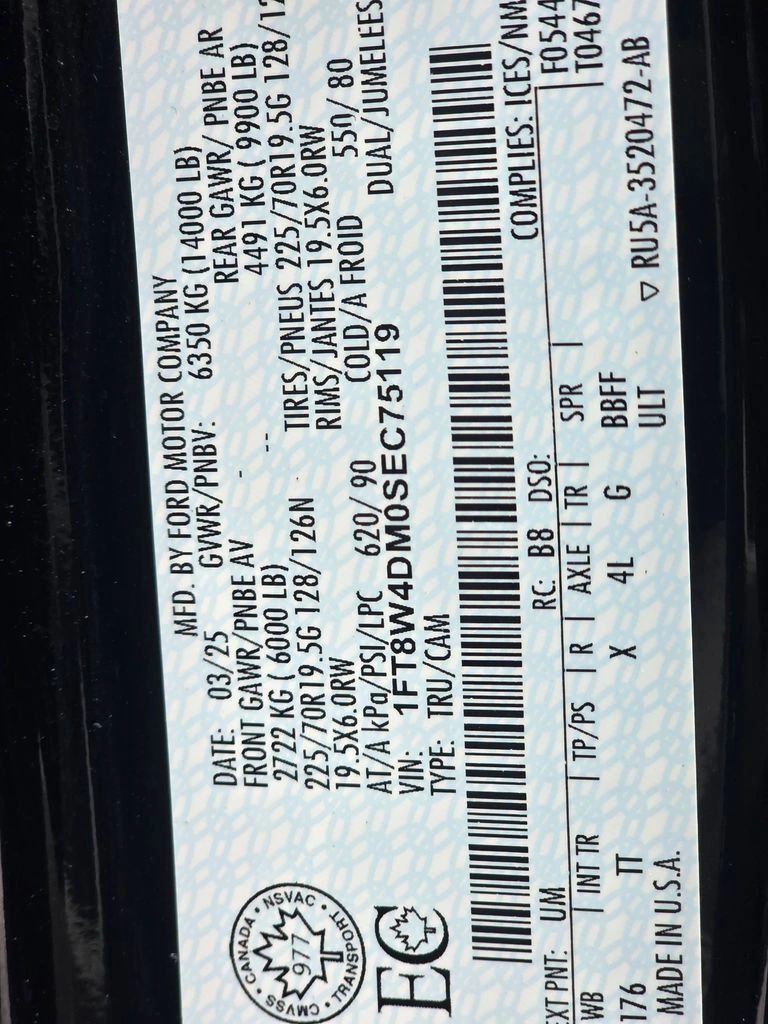 MFD. BY FORD MOTOR COMPANY
DATE: 03/25 GVWR/PNBV: 6350 KG (14000 LB)
FRONT GAWR/PNBE AV - REAR GAWR/ PNBE AR
2722 KG ( 6000 LB) -- 4491 KG ( 9900 LB)
225/70R19.5G 128/126N TIRES/PNEUS 225/70R19.5G 128/12
19.5X6.0RW RIMS/JANTES 19.5X6.0RW
AT/A kPa/PSI/LPC 620/ 90 COLD/A FROID 550/ 80
VIN: 1FT8W4DM0SEC75119 DUAL/JUMELEES
TYPE: TRU/CAM
CANADA • NSVAC • TRANSPORT • CMVSS •
977
EC
COMPLIES: ICES/NM
EXT PNT: UM RC: B8 DSO: F0544
WB | INT TR | TP/PS | R | AXLE | TR | SPR | T0467
176 TT X 4L G BBFF
ULT
MADE IN U.S.A. ▽ RU5A-3520472-AB